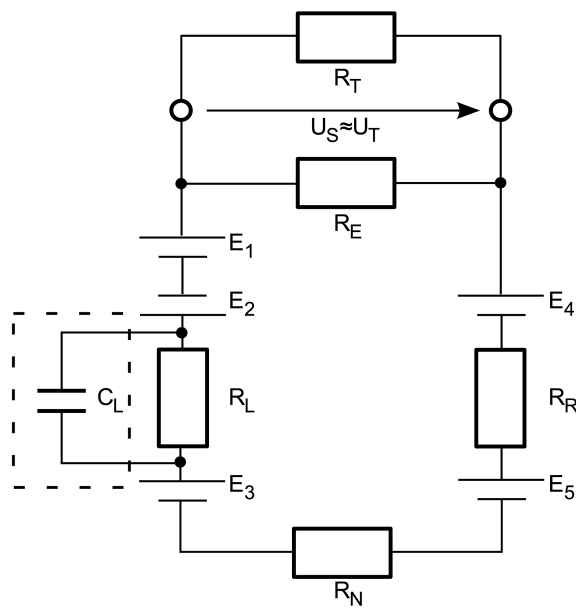 R_T
U_S≈U_T
R_E
E_1
E_2
E_4
C_L
R_L
R_R
E_3
E_5
R_N